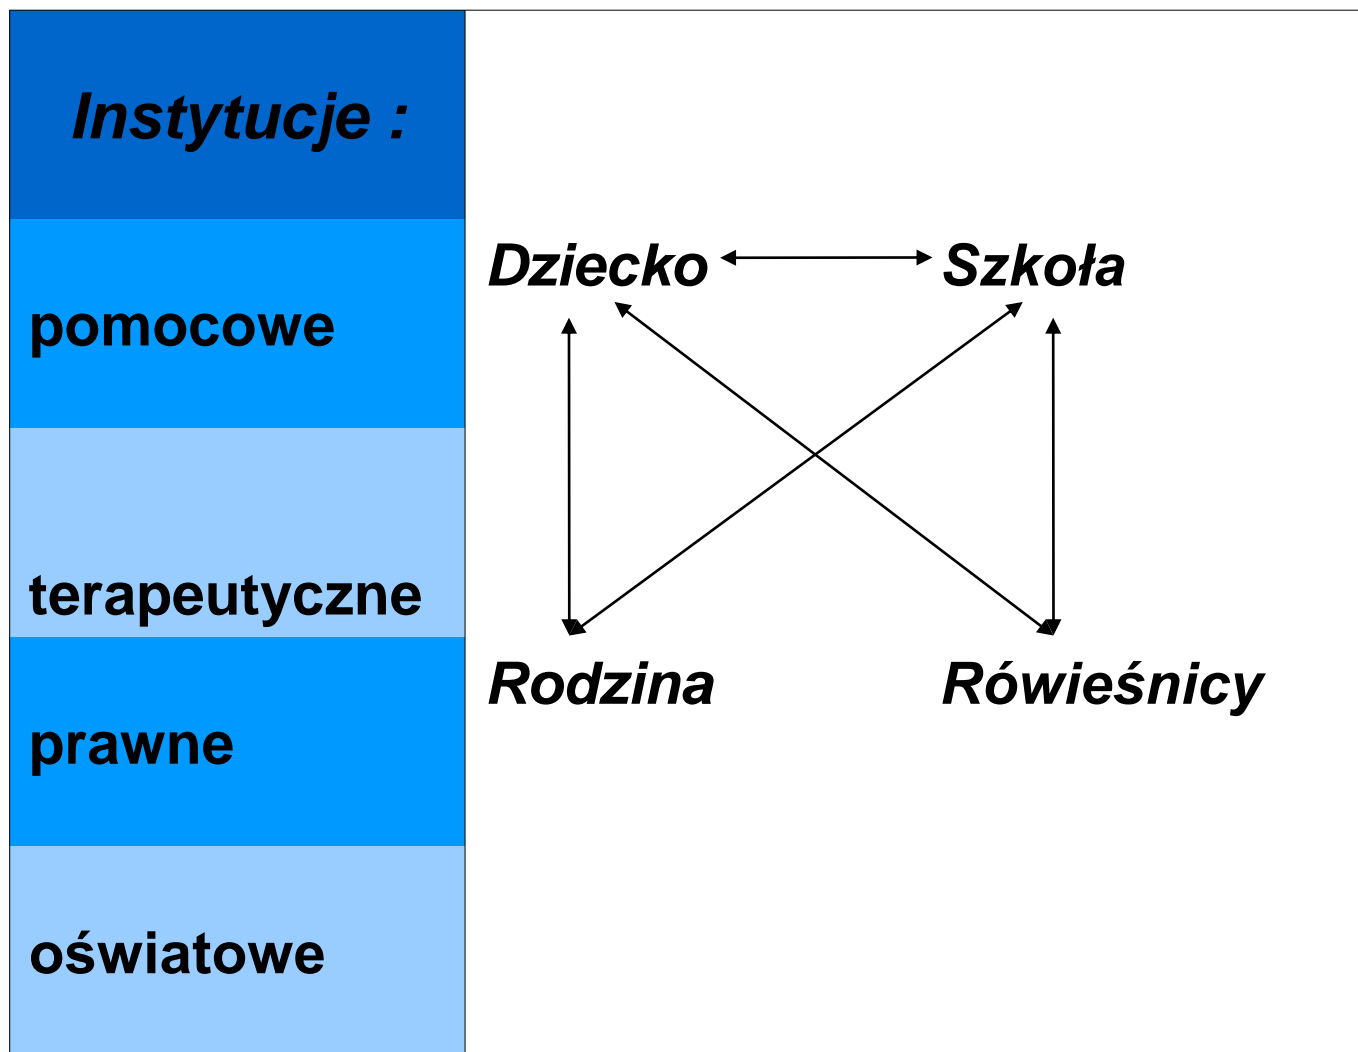 Instytucje :
pomocowe
terapeutyczne
prawne
oświatowe
Dziecko
Szkoła
Rodzina
Rówieśnicy